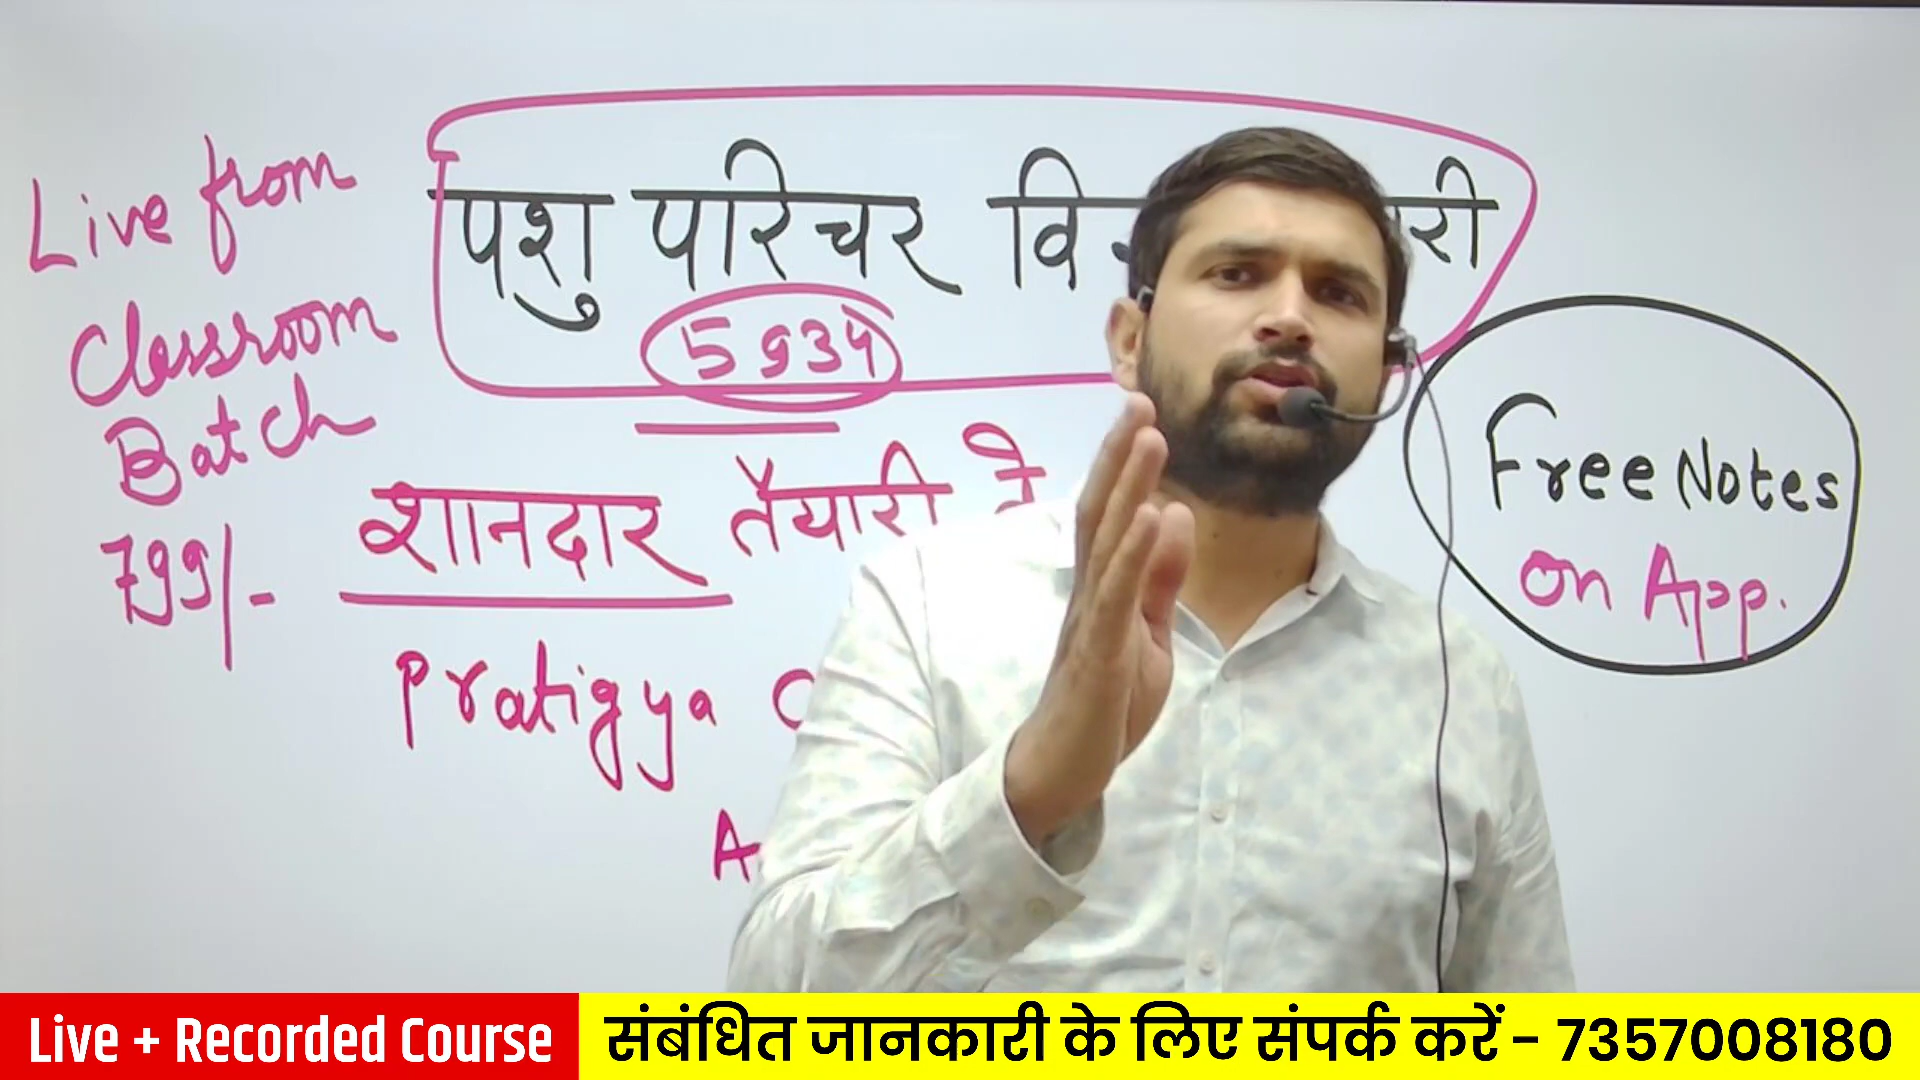 Live from
Classroom
Batch
799/-
पशु परिचर
5934
शानदार तैयारी
Pratigya
Free Notes
on App.
Live + Recorded Course
संबंधित जानकारी के लिए संपर्क करें - 7357008180